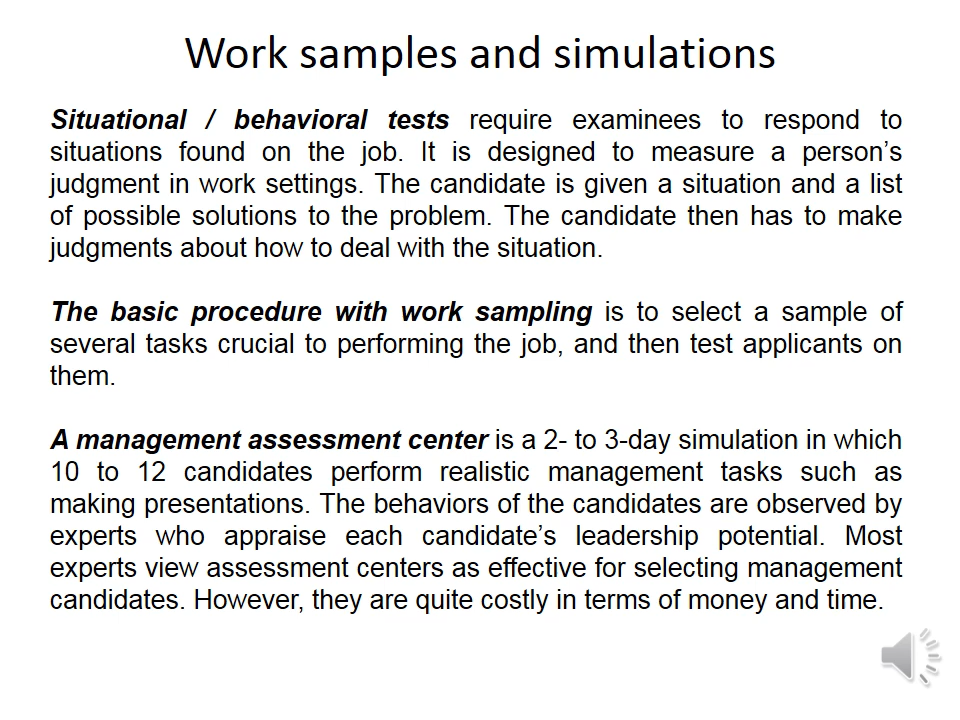 Work samples and simulations
Situational / behavioral tests require examinees to respond to
situations found on the job. It is designed to measure a person’s
judgment in work settings. The candidate is given a situation and a list
of possible solutions to the problem. The candidate then has to make
judgments about how to deal with the situation.
The basic procedure with work sampling is to select a sample of
several tasks crucial to performing the job, and then test applicants on
them.
A management assessment center is a 2- to 3-day simulation in which
10 to 12 candidates perform realistic management tasks such as
making presentations. The behaviors of the candidates are observed by
experts who appraise each candidate’s leadership potential. Most
experts view assessment centers as effective for selecting management
candidates. However, they are quite costly in terms of money and time.